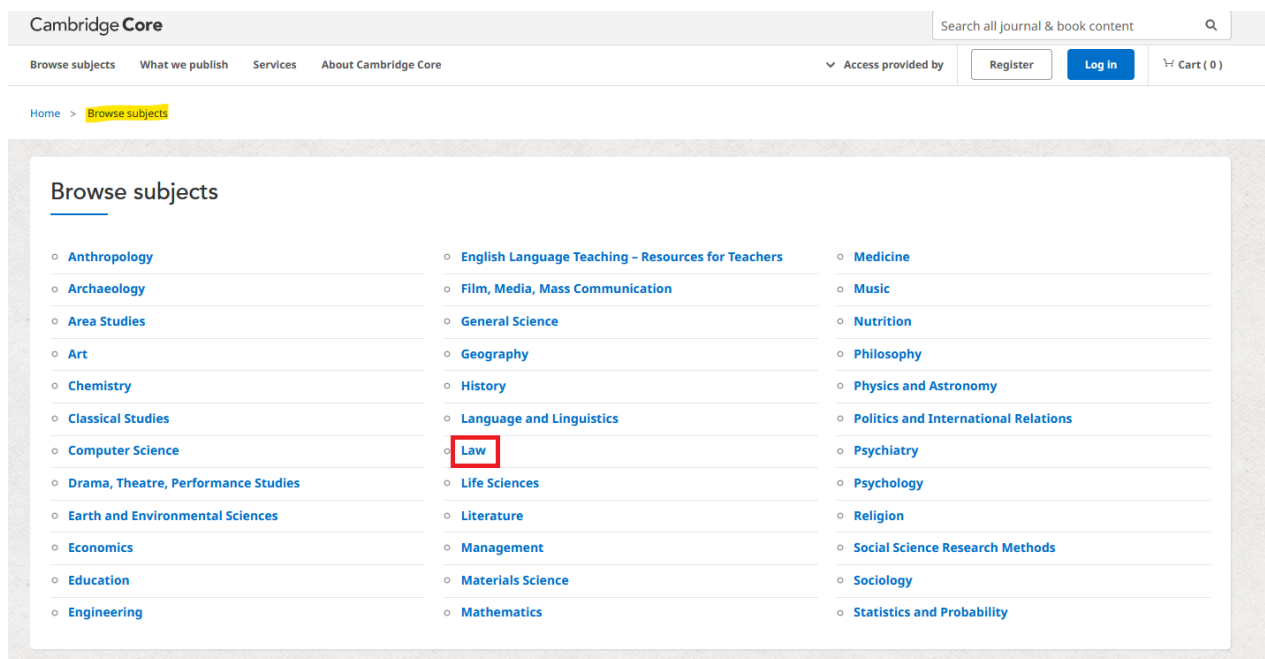 Cambridge Core
Search all journal & book content
Browse subjects What we publish Services About Cambridge Core Access provided by Register Log in Cart ( 0 )
Home > Browse subjects
Browse subjects
Anthropology
Archaeology
Area Studies
Art
Chemistry
Classical Studies
Computer Science
Drama, Theatre, Performance Studies
Earth and Environmental Sciences
Economics
Education
Engineering
English Language Teaching – Resources for Teachers
Film, Media, Mass Communication
General Science
Geography
History
Language and Linguistics
Law
Life Sciences
Literature
Management
Materials Science
Mathematics
Medicine
Music
Nutrition
Philosophy
Physics and Astronomy
Politics and International Relations
Psychiatry
Psychology
Religion
Social Science Research Methods
Sociology
Statistics and Probability